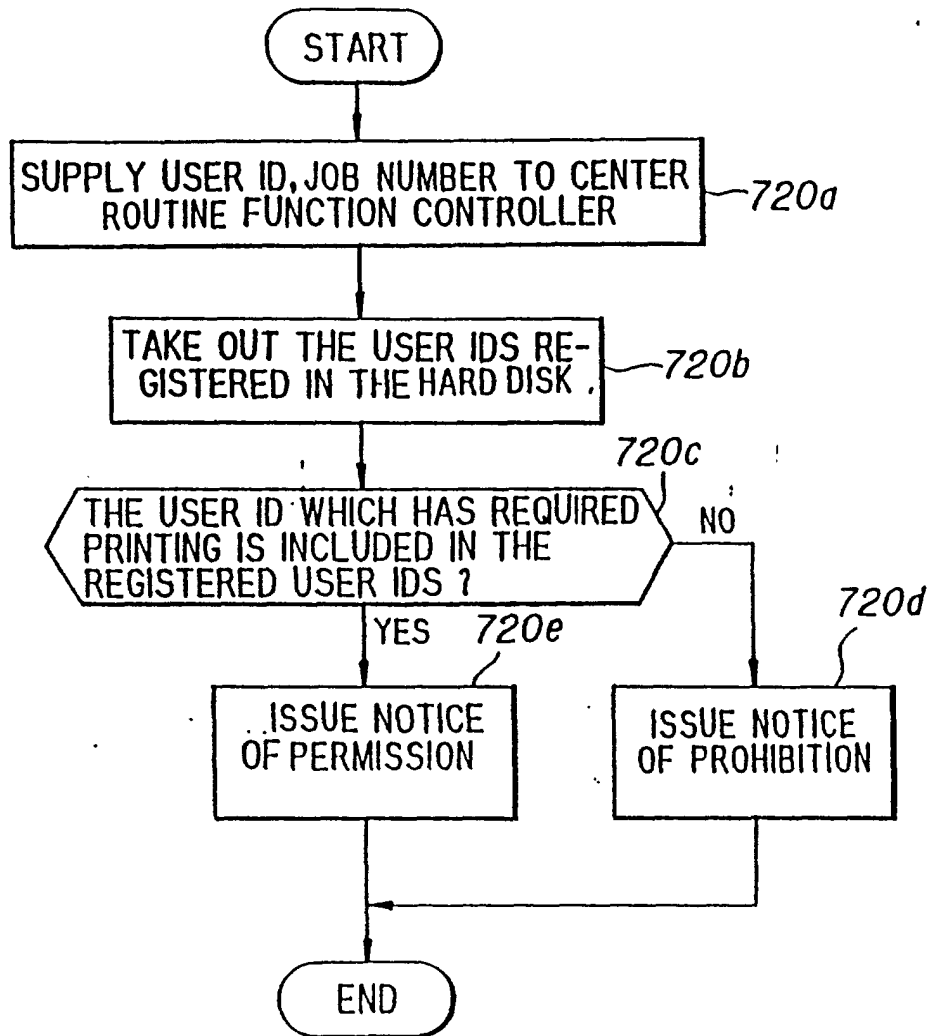 START
SUPPLY USER ID, JOB NUMBER TO CENTER
ROUTINE FUNCTION CONTROLLER
720a
TAKE OUT THE USER IDS RE-
GISTERED IN THE HARD DISK.
720b
720c
THE USER ID WHICH HAS REQUIRED
PRINTING IS INCLUDED IN THE
REGISTERED USER IDS ?
NO
YES
720e
720d
ISSUE NOTICE
OF PERMISSION
ISSUE NOTICE
OF PROHIBITION
END